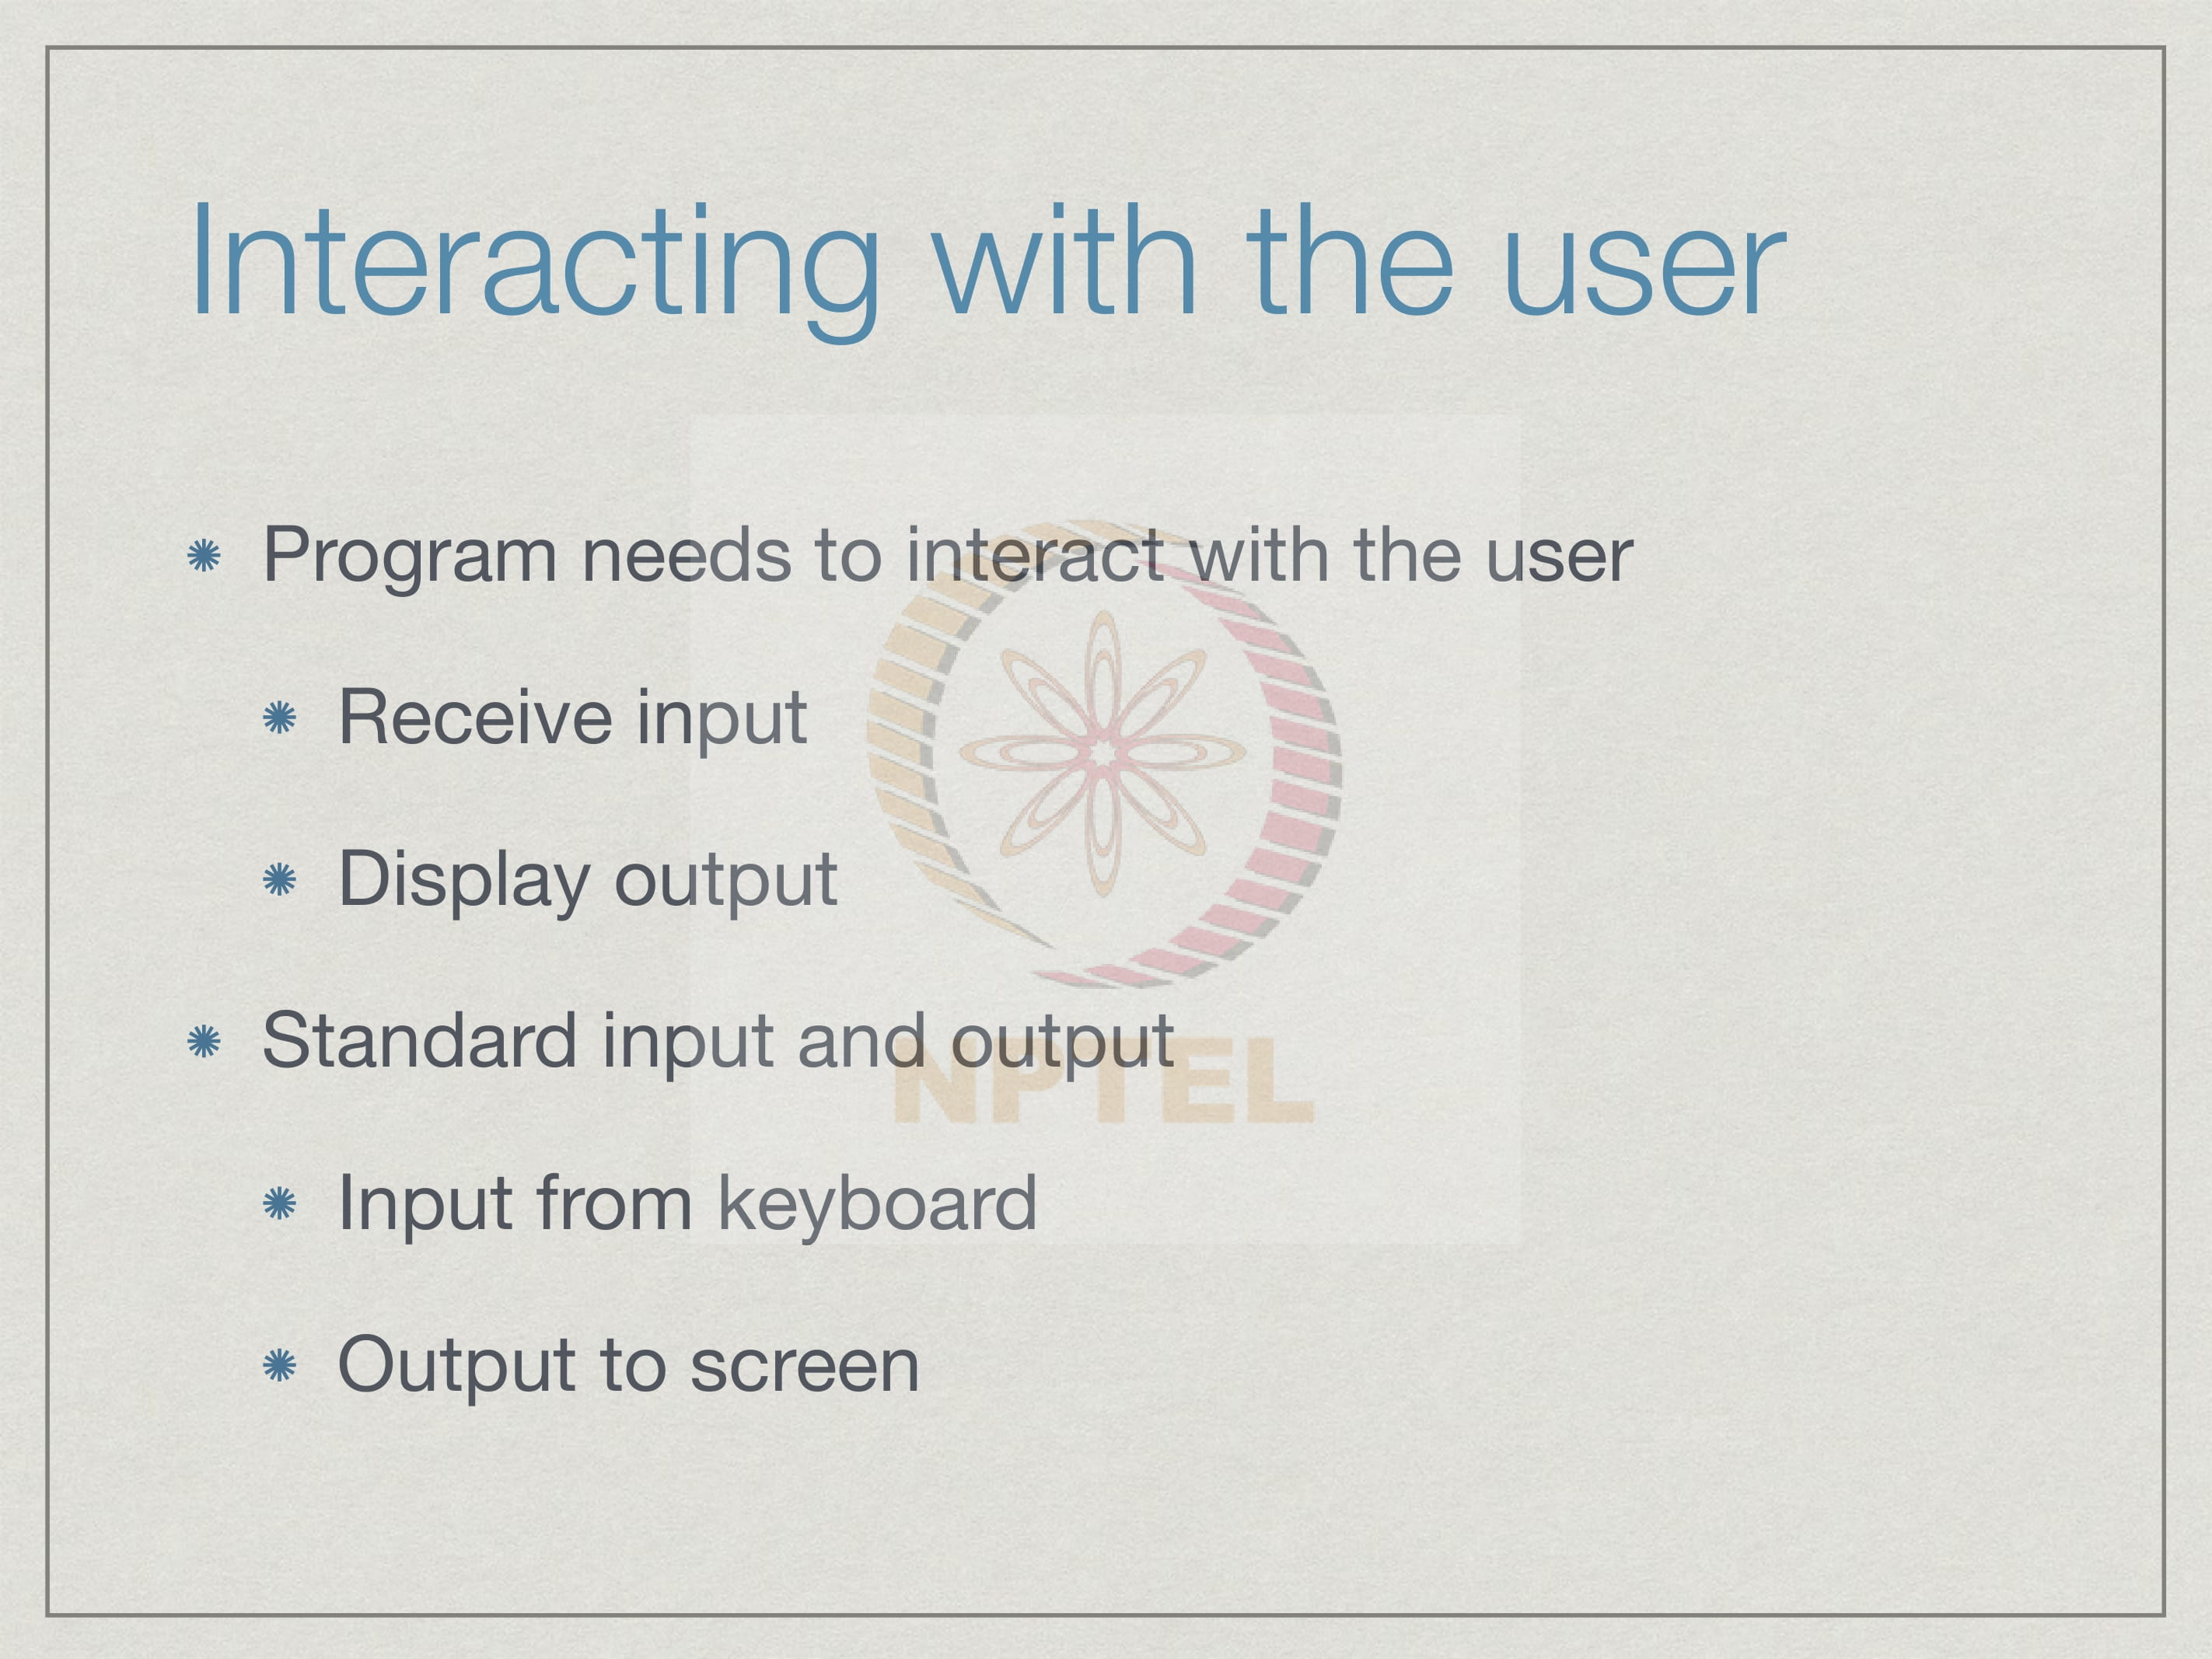 Interacting with the user
Program needs to interact with the user
Receive input
Display output
Standard input and output
NPTEL
Input from keyboard
Output to screen